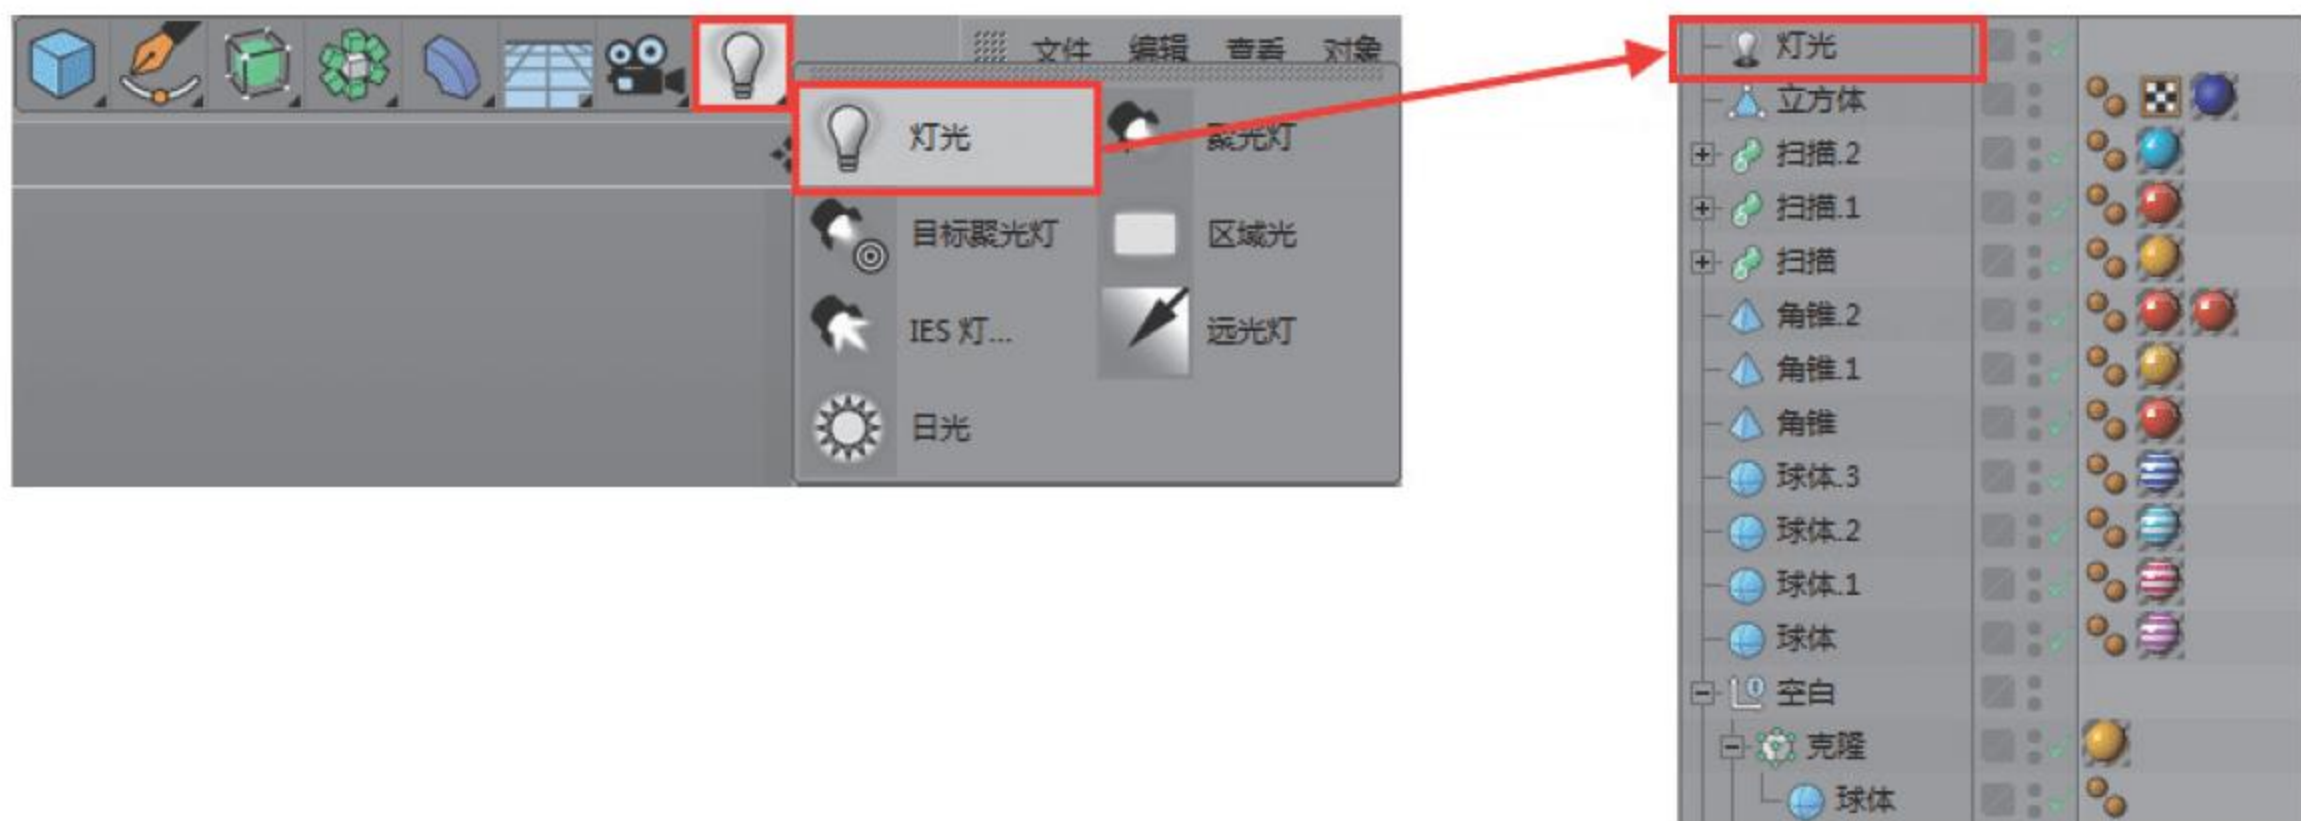 文件 编辑 查看 对象
灯光 聚光灯
目标聚光灯 区域光
IES 灯... 远光灯
日光
灯光
立方体
扫描.2
扫描.1
扫描
角锥.2
角锥.1
角锥
球体.3
球体.2
球体.1
球体
空白
克隆
球体